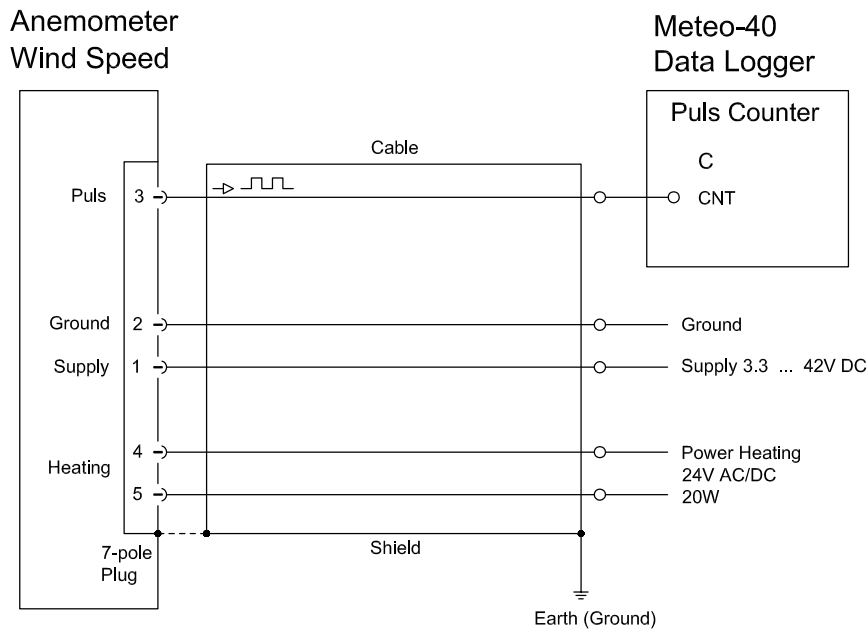 Anemometer
Wind Speed
Meteo-40
Data Logger
Puls Counter
Cable
C
Puls 3
CNT
Ground 2
Ground
Supply 1
Supply 3.3 ... 42V DC
Heating
4
5
Power Heating
24V AC/DC
20W
7-pole
Plug
Shield
Earth (Ground)